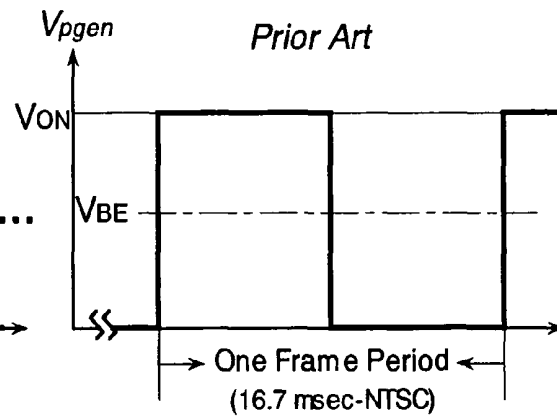 Vpgen
Prior Art
VON
...
VBE
One Frame Period
(16.7 msec-NTSC)